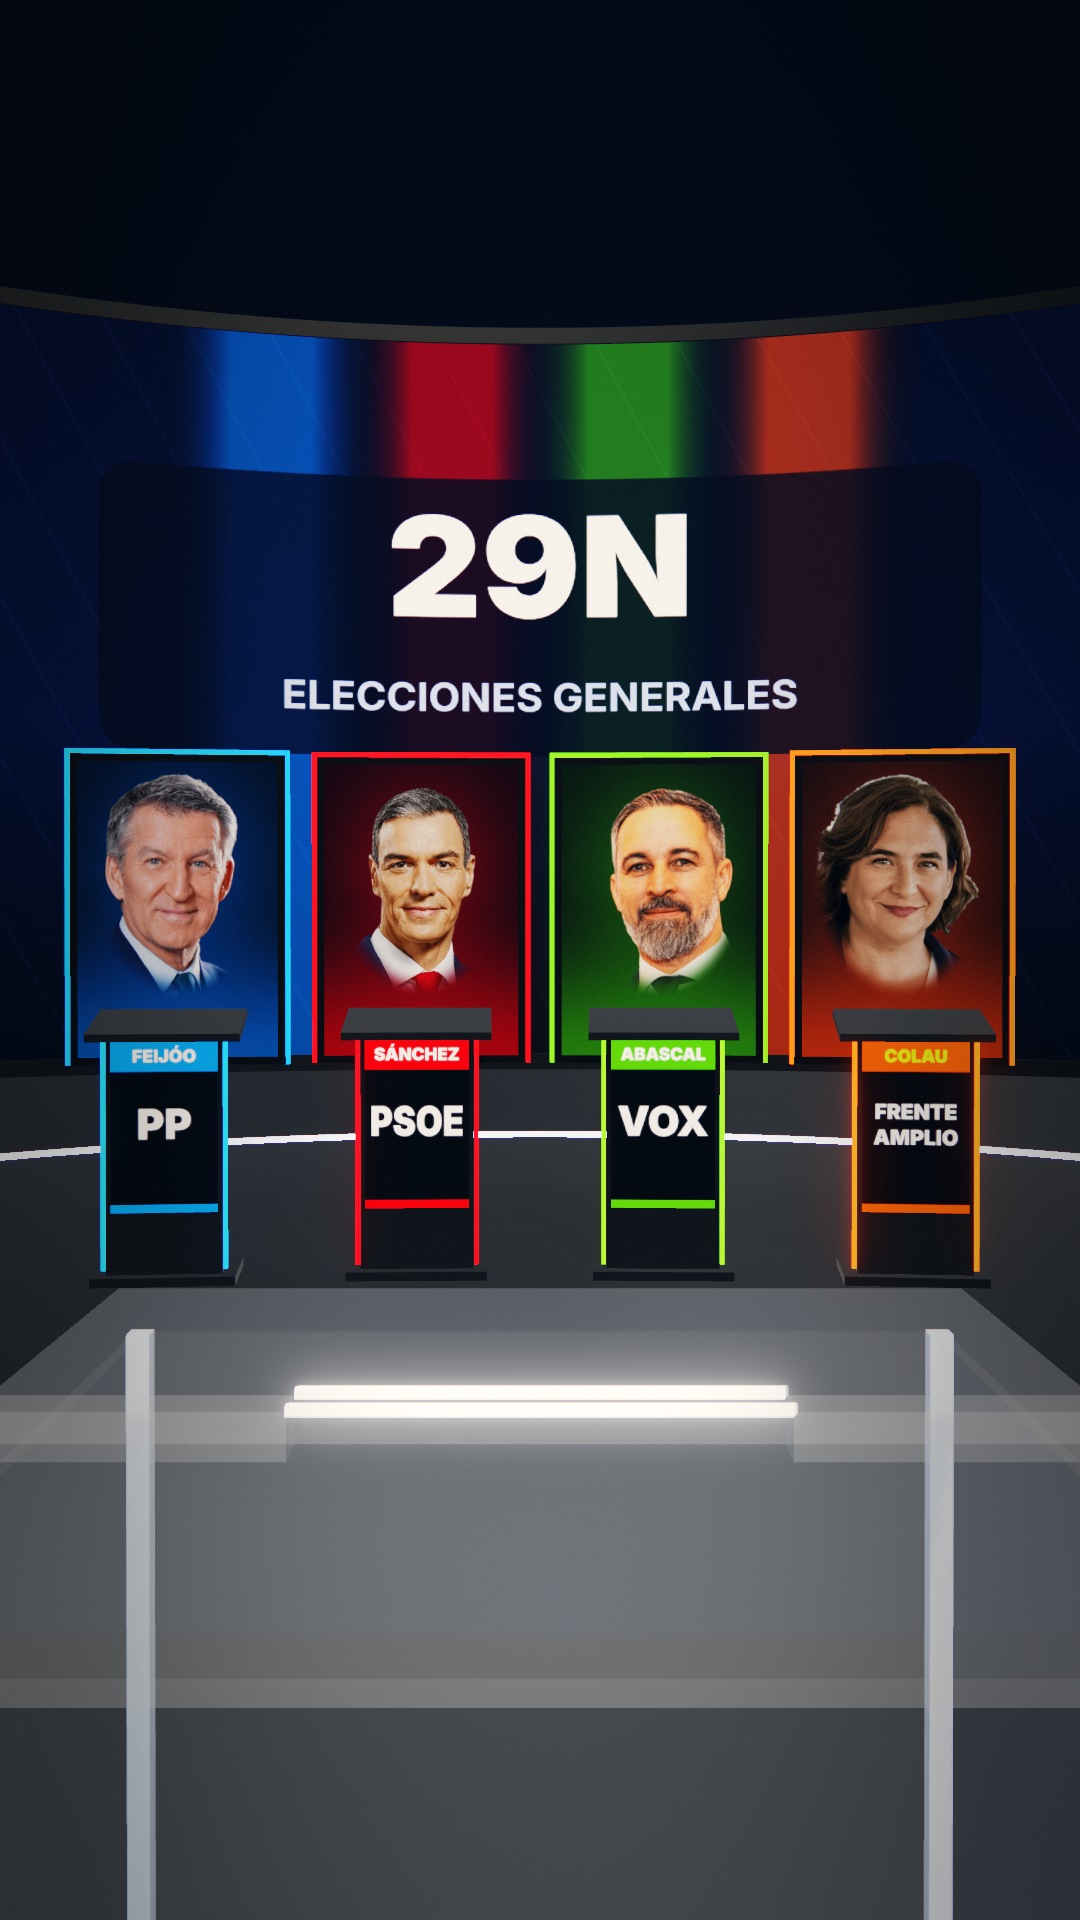 29N
ELECCIONES GENERALES
FEIJÓO
SÁNCHEZ
ABASCAL
COLAU
PP
PSOE
VOX
FRENTE
AMPLIO